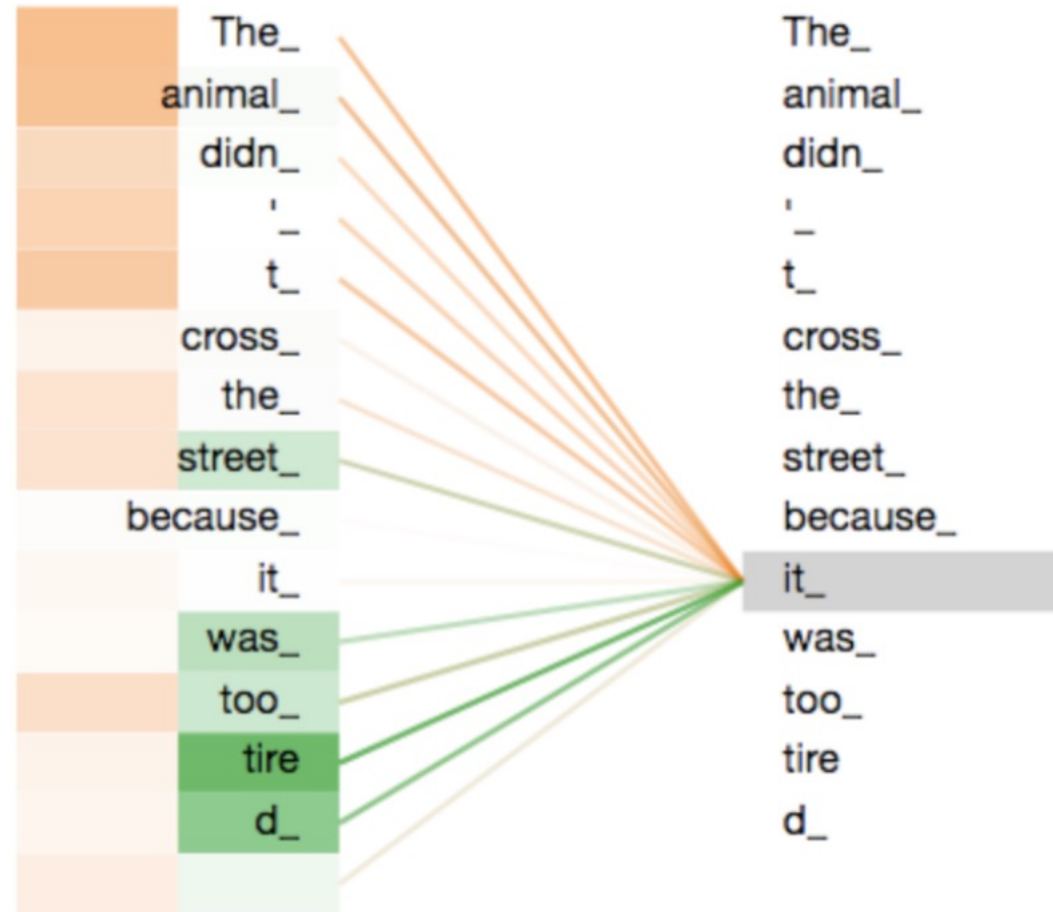 The_ The_
animal_ animal_
didn_ didn_
'_ '_
t_ t_
cross_ cross_
the_ the_
street_ street_
because_ because_
it_ it_
was_ was_
too_ too_
tire tire
d_ d_